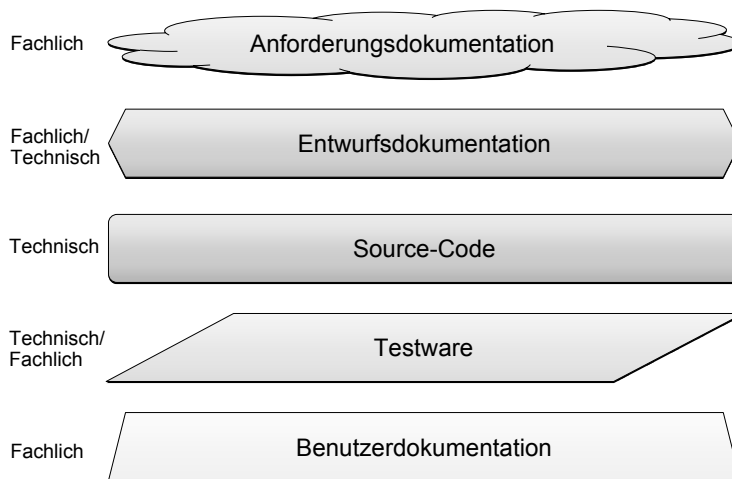 Fachlich
Anforderungsdokumentation
Fachlich/
Technisch
Entwurfsdokumentation
Technisch
Source-Code
Technisch/
Fachlich
Testware
Fachlich
Benutzerdokumentation